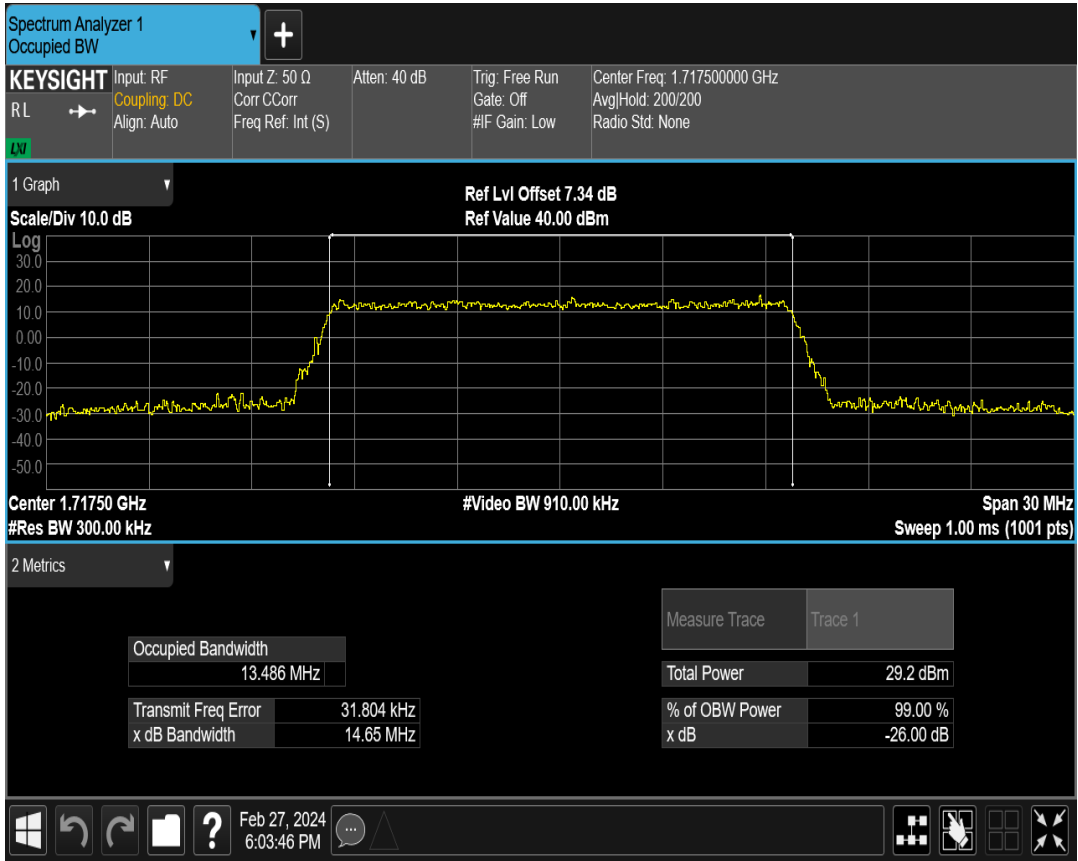 Spectrum Analyzer 1
Occupied BW
KEYSIGHT
R L
LXI
Input: RF
Coupling: DC
Align: Auto
Input Z: 50 Ω
Corr CCorr
Freq Ref: Int (S)
Atten: 40 dB
Trig: Free Run
Gate: Off
#IF Gain: Low
Center Freq: 1.717500000 GHz
Avg|Hold: 200/200
Radio Std: None
1 Graph
Scale/Div 10.0 dB
Ref Lvl Offset 7.34 dB
Ref Value 40.00 dBm
Log
30.0
20.0
10.0
0.00
-10.0
-20.0
-30.0
-40.0
-50.0
Center 1.71750 GHz
#Res BW 300.00 kHz
#Video BW 910.00 kHz
Span 30 MHz
Sweep 1.00 ms (1001 pts)
2 Metrics
Occupied Bandwidth
13.486 MHz
Transmit Freq Error 31.804 kHz
x dB Bandwidth 14.65 MHz
Measure Trace Trace 1
Total Power 29.2 dBm
% of OBW Power 99.00 %
x dB -26.00 dB
Feb 27, 2024
6:03:46 PM